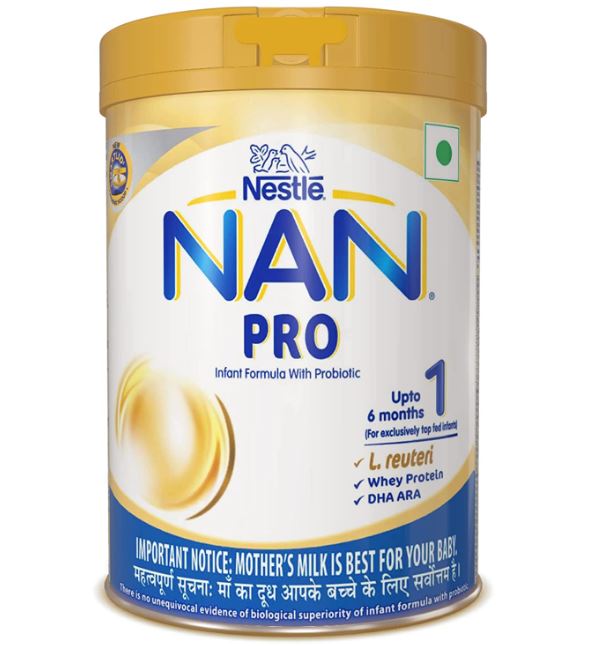 NEW
Nestlé
NAN®
PRO
Infant Formula With Probiotic
Upto
6 months
1
(For exclusively top fed infants)
✓ L. reuteri
✓ Whey Protein
✓ DHA ARA
IMPORTANT NOTICE: MOTHER'S MILK IS BEST FOR YOUR BABY.
महत्वपूर्ण सूचना: माँ का दूध आपके बच्चे के लिए सर्वोत्तम है।
There is no unequivocal evidence of biological superiority of infant formula with probiotic